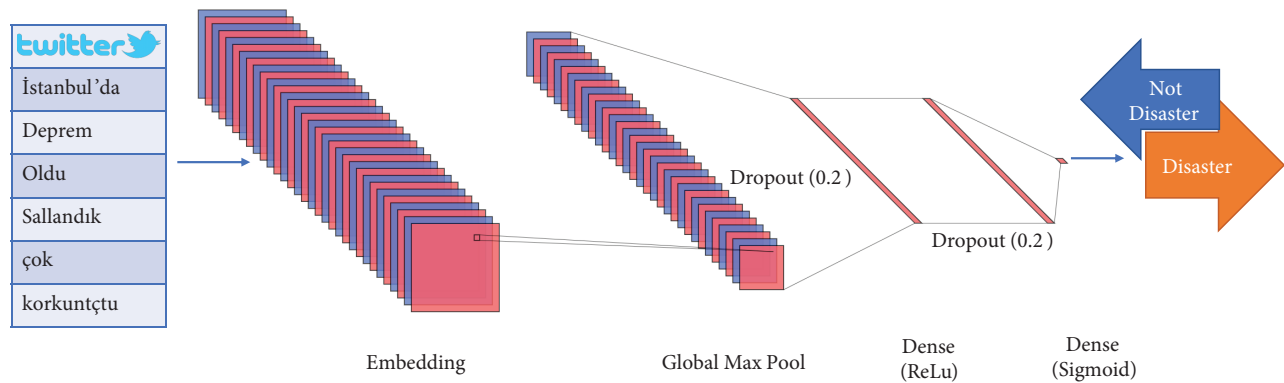 twitter
İstanbul'da
Deprem
Oldu
Sallandık
çok
korkuntçtu
Embedding
Global Max Pool
Dropout (0.2 )
Dense
(ReLu)
Dropout (0.2 )
Dense
(Sigmoid)
Not
Disaster
Disaster